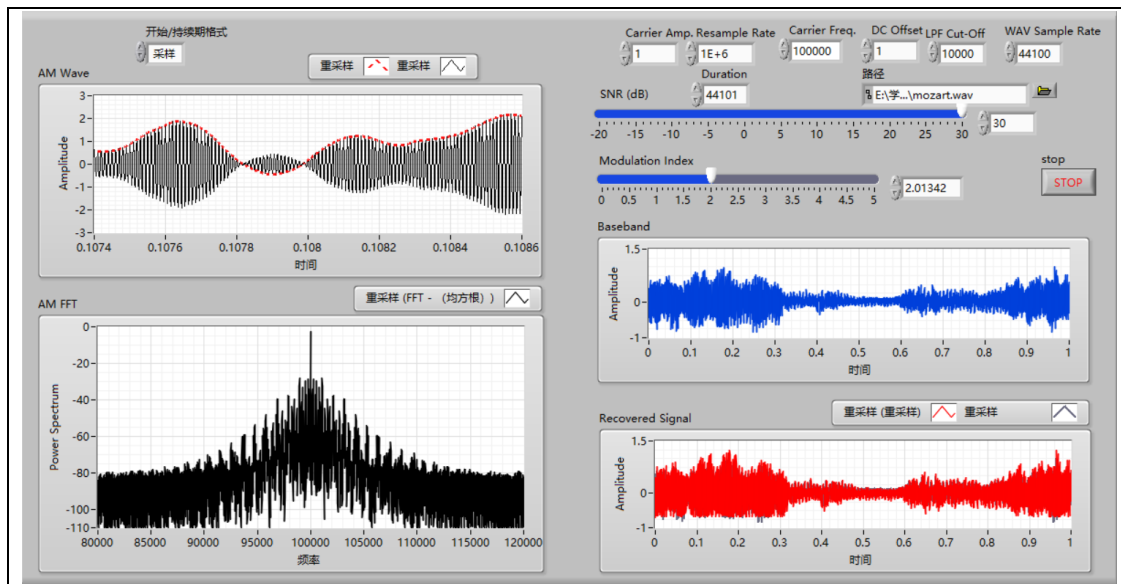 开始/持续期格式
采样
AM Wave
重采样 重采样
Amplitude
3
2
1
0
-1
-2
-3
0.1074 0.1076 0.1078 0.108 0.1082 0.1084 0.1086
时间
AM FFT
重采样 (FFT - （均方根）)
Power Spectrum
0
-20
-40
-60
-80
-100
-110
80000 85000 90000 95000 100000 105000 110000 115000 120000
频率
Carrier Amp. Resample Rate Carrier Freq. DC Offset LPF Cut-Off WAV Sample Rate
1 1E+6 100000 1 10000 44100
Duration 路径
SNR (dB) 44101 E:\学...\mozart.wav
-20 -15 -10 -5 0 5 10 15 20 25 30
30
Modulation Index
0 0.5 1 1.5 2 2.5 3 3.5 4 4.5 5
2.01342
stop
STOP
Baseband
Amplitude
1.5
0
-1
0 0.1 0.2 0.3 0.4 0.5 0.6 0.7 0.8 0.9 1
时间
Recovered Signal
重采样 (重采样) 重采样
Amplitude
1.5
0
-1
0 0.1 0.2 0.3 0.4 0.5 0.6 0.7 0.8 0.9 1
时间